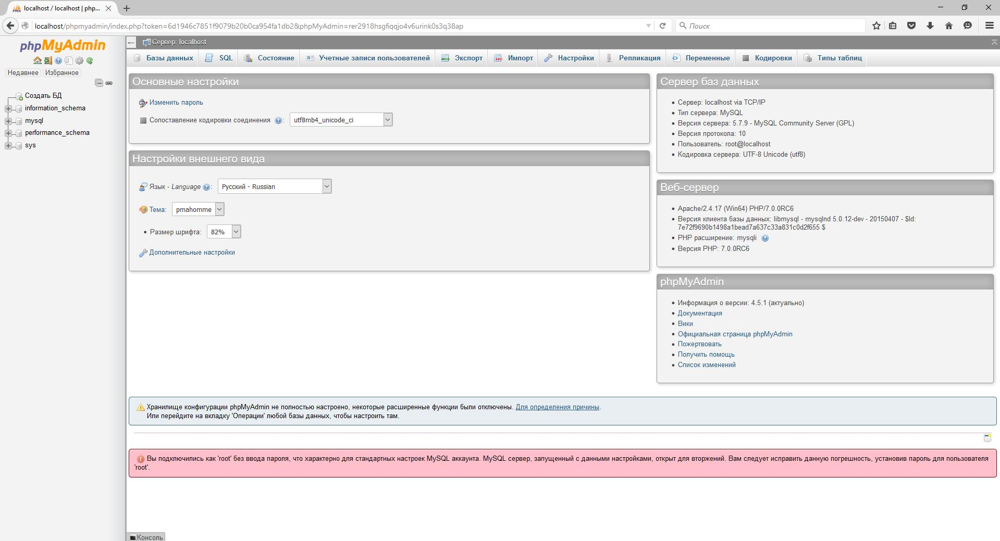 localhost / localhost | php...
localhost/phpmyadmin/index.php?token=6d1946c7851f9079b20b0ca954fa1db2&phpMyAdmin=rer2918hsgfiqqjo4v6urink0s3q38ap
Поиск
phpMyAdmin
Недавнее Избранное
Создать БД
information_schema
mysql
performance_schema
sys
Сервер: localhost
Базы данных SQL Состояние Учетные записи пользователей Экспорт Импорт Настройки Репликация Переменные Кодировки Типы таблиц
Основные настройки
Изменить пароль
Сопоставление кодировки соединения : utf8mb4_unicode_ci
Настройки внешнего вида
Язык - Language : Русский - Russian
Тема: pmahomme
• Размер шрифта: 82%
Дополнительные настройки
Сервер баз данных
• Сервер: localhost via TCP/IP
• Тип сервера: MySQL
• Версия сервера: 5.7.9 - MySQL Community Server (GPL)
• Версия протокола: 10
• Пользователь: root@localhost
• Кодировка сервера: UTF-8 Unicode (utf8)
Веб-сервер
• Apache/2.4.17 (Win64) PHP/7.0.0RC6
• Версия клиента базы данных: libmysql - mysqlnd 5.0.12-dev - 20150407 - $Id:
7e72f9690b1498a1bead7a637c33a831c0d2f655 $
• PHP расширение: mysqli
• Версия PHP: 7.0.0RC6
phpMyAdmin
• Информация о версии: 4.5.1 (актуально)
• Документация
• Вики
• Официальная страница phpMyAdmin
• Пожертвовать
• Получить помощь
• Список изменений
Хранилище конфигурации phpMyAdmin не полностью настроено, некоторые расширенные функции были отключены. Для определения причины.
Или перейдите на вкладку 'Операции' любой базы данных, чтобы настроить там.
Вы подключились как 'root' без ввода пароля, что характерно для стандартных настроек MySQL аккаунта. MySQL сервер, запущенный с данными настройками, открыт для вторжений. Вам следует исправить данную погрешность, установив пароль для пользователя
'root'.
Консоль